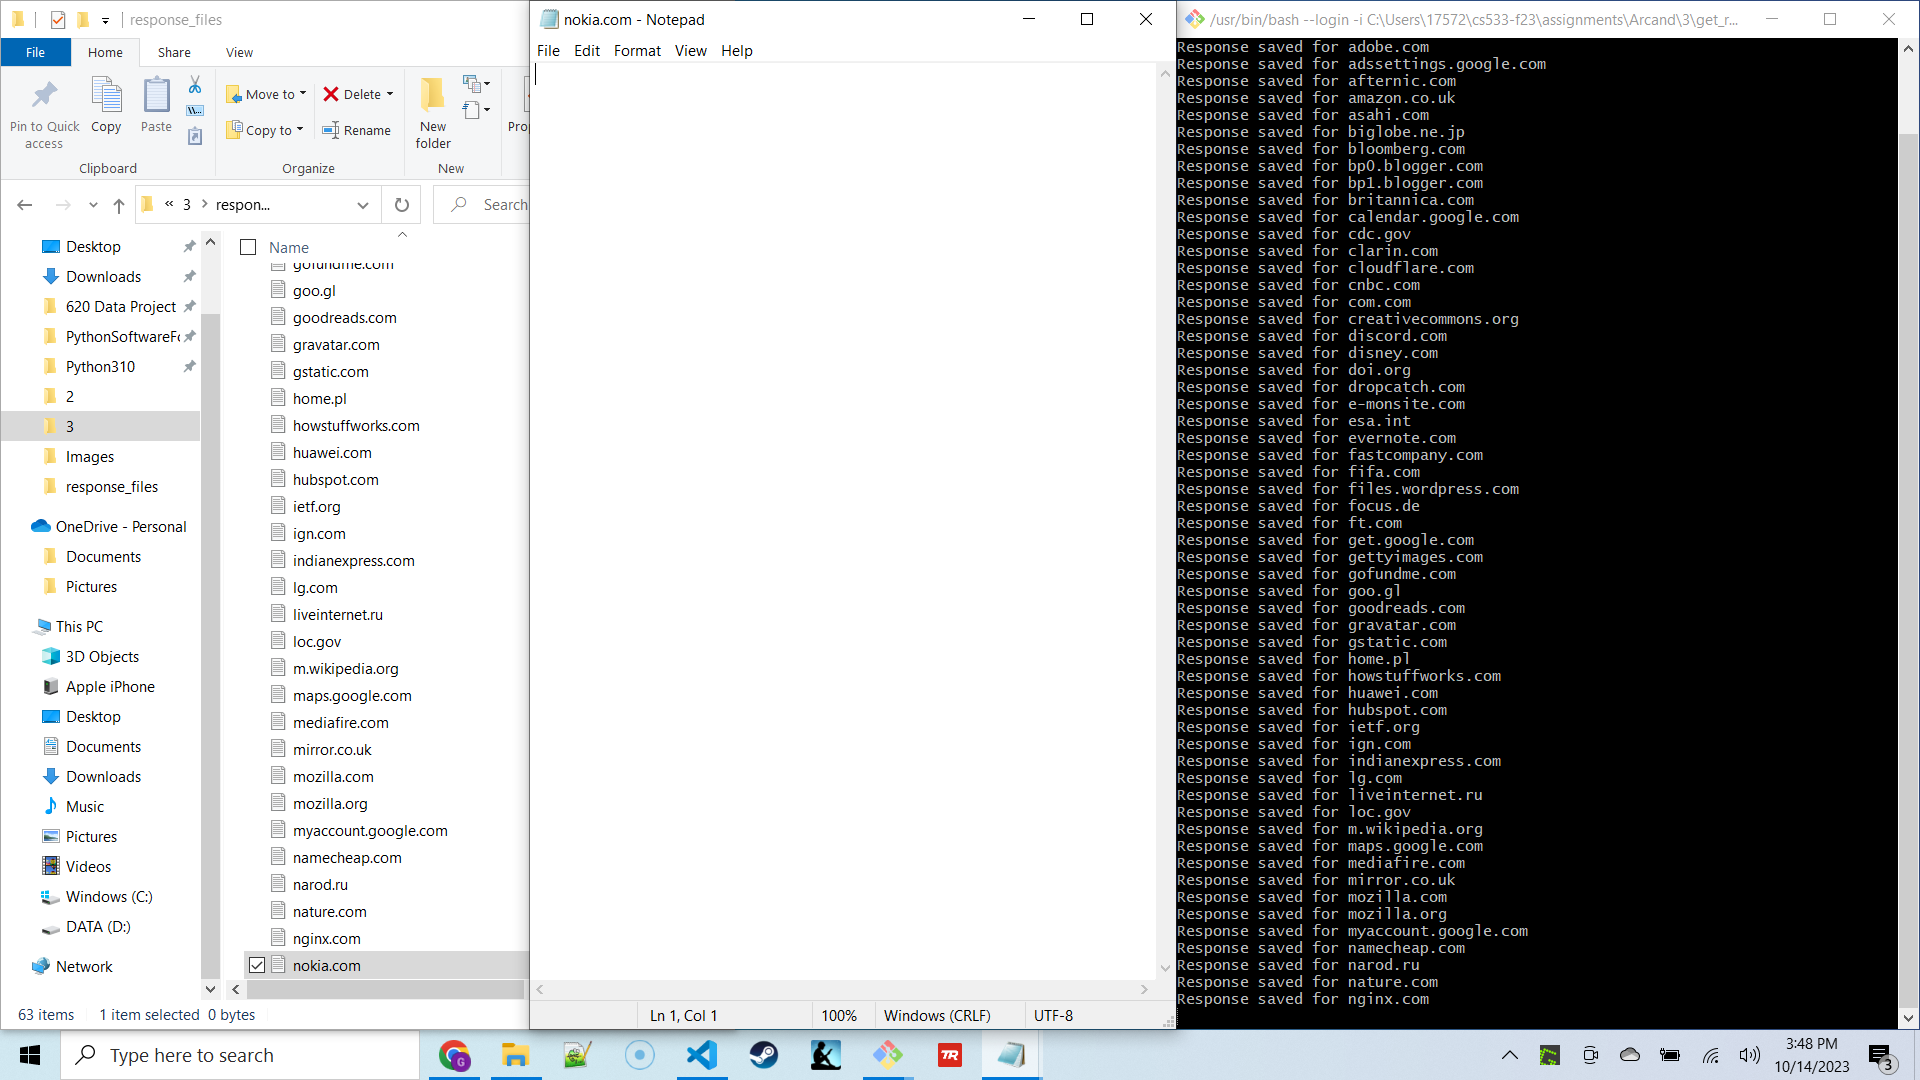 response_files
File
Home
Share
View
Pin to Quick access
Copy
Paste
Move to
Copy to
Delete
Rename
New folder
Clipboard
Organize
New
« 3 > respon...
Search
Desktop
Downloads
620 Data Project
PythonSoftwareFo
Python310
2
3
Images
response_files
OneDrive - Personal
Documents
Pictures
This PC
3D Objects
Apple iPhone
Desktop
Documents
Downloads
Music
Pictures
Videos
Windows (C:)
DATA (D:)
Network
Name
gofundme.com
goo.gl
goodreads.com
gravatar.com
gstatic.com
home.pl
howstuffworks.com
huawei.com
hubspot.com
ietf.org
ign.com
indianexpress.com
lg.com
liveinternet.ru
loc.gov
m.wikipedia.org
maps.google.com
mediafire.com
mirror.co.uk
mozilla.com
mozilla.org
myaccount.google.com
namecheap.com
narod.ru
nature.com
nginx.com
nokia.com
63 items 1 item selected 0 bytes
nokia.com - Notepad
File Edit Format View Help
Ln 1, Col 1 100% Windows (CRLF) UTF-8
/usr/bin/bash --login -i C:\Users\17572\cs533-f23\assignments\Arcand\3\get_r...
Response saved for adobe.com
Response saved for adssettings.google.com
Response saved for afternic.com
Response saved for amazon.co.uk
Response saved for asahi.com
Response saved for biglobe.ne.jp
Response saved for bloomberg.com
Response saved for bp0.blogger.com
Response saved for bp1.blogger.com
Response saved for britannica.com
Response saved for calendar.google.com
Response saved for cdc.gov
Response saved for clarin.com
Response saved for cloudflare.com
Response saved for cnbc.com
Response saved for com.com
Response saved for creativecommons.org
Response saved for discord.com
Response saved for disney.com
Response saved for doi.org
Response saved for dropcatch.com
Response saved for e-monsite.com
Response saved for esa.int
Response saved for evernote.com
Response saved for fastcompany.com
Response saved for fifa.com
Response saved for files.wordpress.com
Response saved for focus.de
Response saved for ft.com
Response saved for get.google.com
Response saved for gettyimages.com
Response saved for gofundme.com
Response saved for goo.gl
Response saved for goodreads.com
Response saved for gravatar.com
Response saved for gstatic.com
Response saved for home.pl
Response saved for howstuffworks.com
Response saved for huawei.com
Response saved for hubspot.com
Response saved for ietf.org
Response saved for ign.com
Response saved for indianexpress.com
Response saved for lg.com
Response saved for liveinternet.ru
Response saved for loc.gov
Response saved for m.wikipedia.org
Response saved for maps.google.com
Response saved for mediafire.com
Response saved for mirror.co.uk
Response saved for mozilla.com
Response saved for mozilla.org
Response saved for myaccount.google.com
Response saved for namecheap.com
Response saved for narod.ru
Response saved for nature.com
Response saved for nginx.com
Type here to search
G
TR
3:48 PM
10/14/2023
3